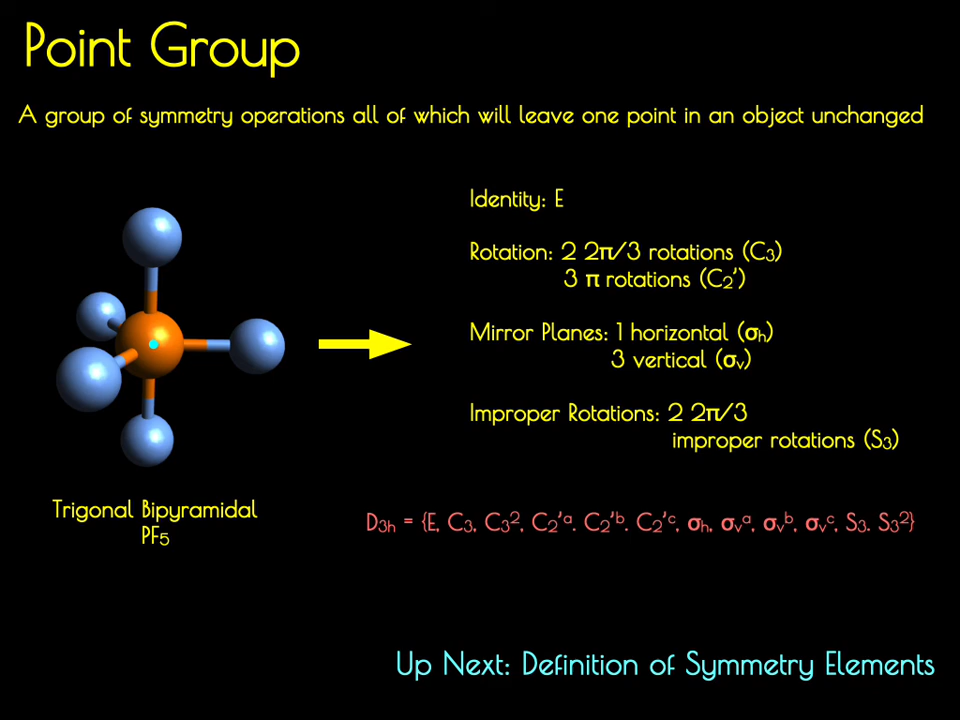 Point Group
A group of symmetry operations all of which will leave one point in an object unchanged
Identity: E
Rotation: 2 2π/3 rotations (C₃)
3 π rotations (C₂')
Mirror Planes: 1 horizontal (σₕ)
3 vertical (σᵥ)
Improper Rotations: 2 2π/3
improper rotations (S₃)
Trigonal Bipyramidal
PF₅
D₃ₕ = {E, C₃, C₃², C₂'ᵃ. C₂'ᵇ. C₂'ᶜ, σₕ, σᵥᵃ, σᵥᵇ, σᵥᶜ, S₃. S₃²}
Up Next: Definition of Symmetry Elements